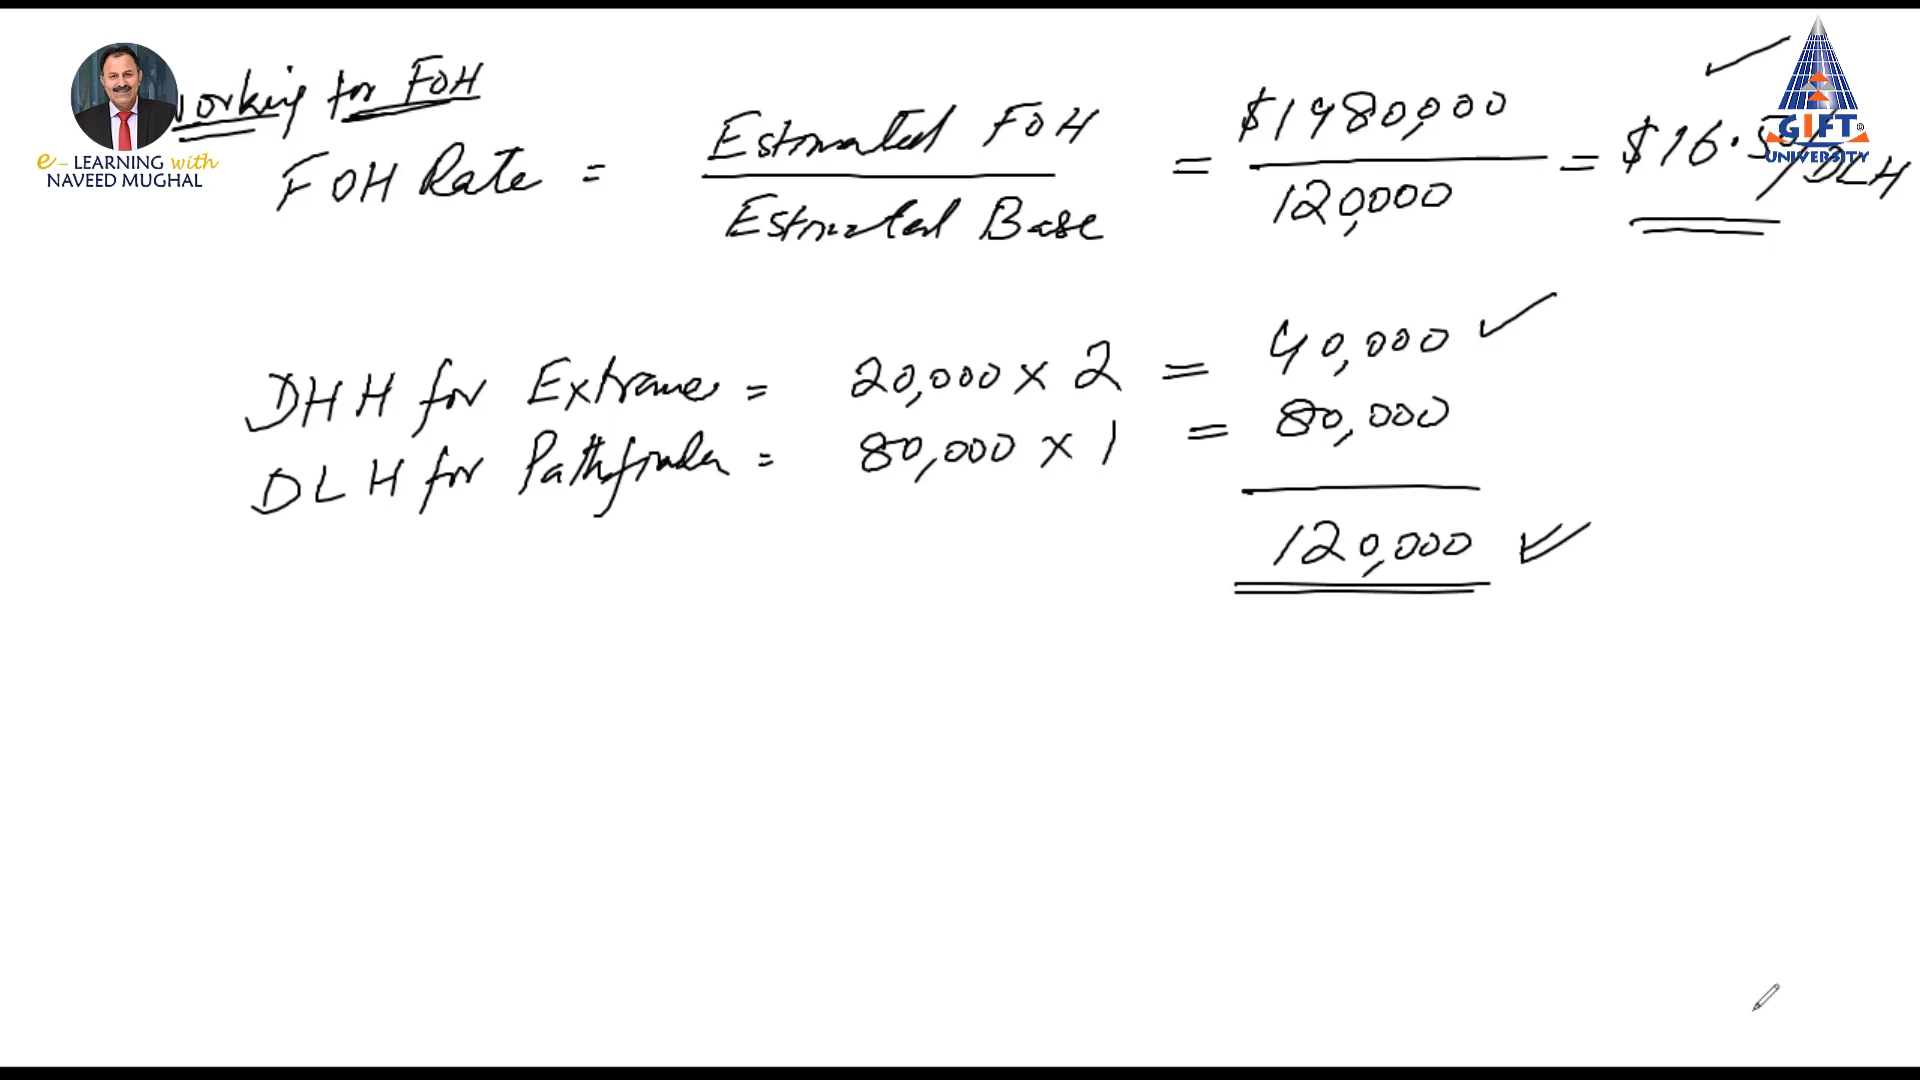 Working for FOH
e-LEARNING with
NAVEED MUGHAL
FOH Rate = Estimated FOH / Estimated Base = $1980,000 / 120,000 = $16.50/DLH
GIFT®
UNIVERSITY
DHH for Extrame = 20,000 × 2 = 40,000
DLH for Pathfinder = 80,000 × 1 = 80,000
120,000